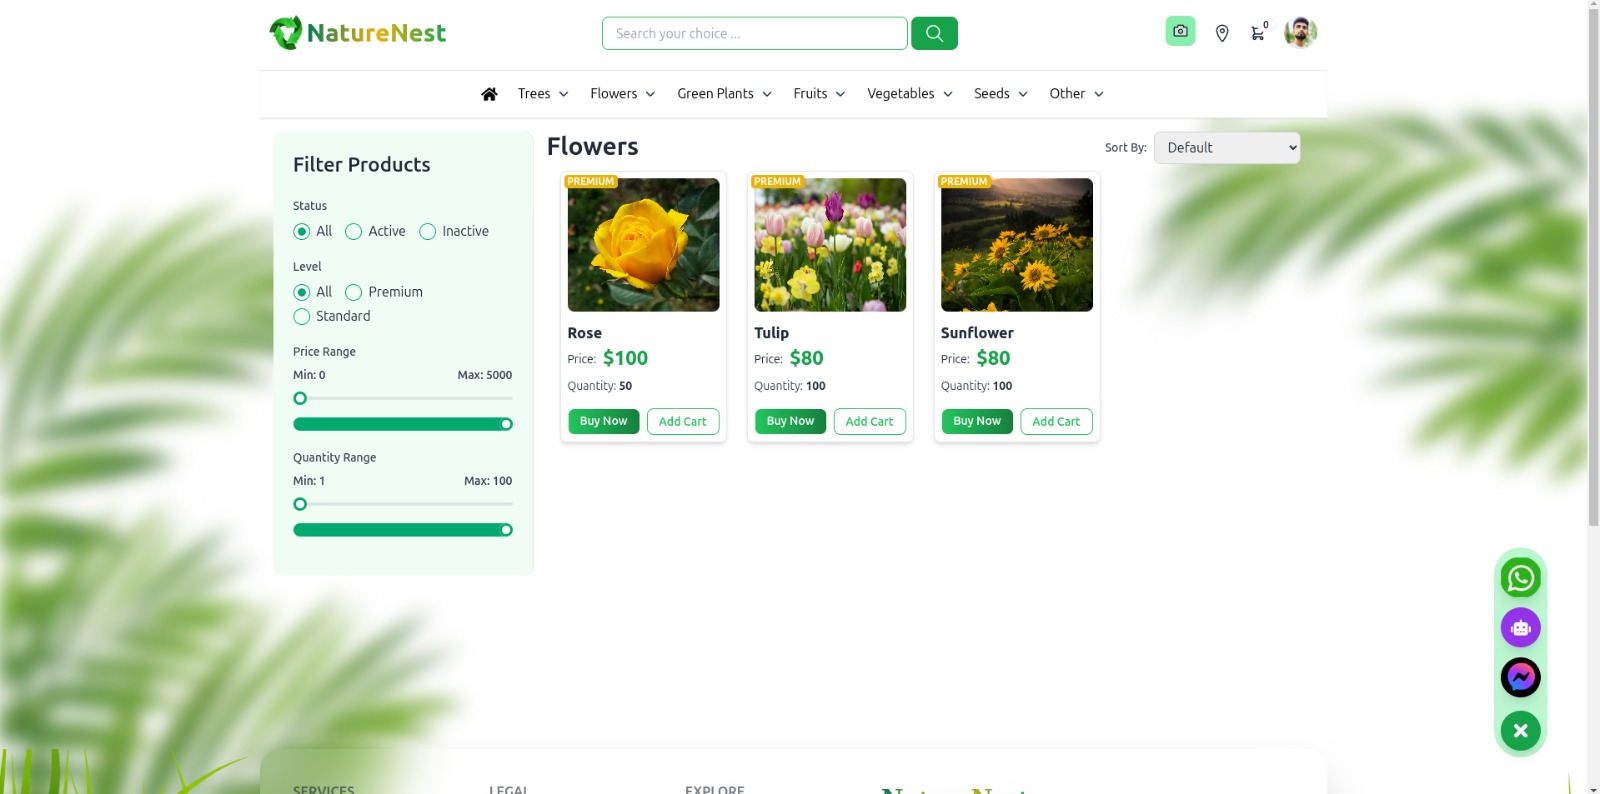 NatureNest
Search your choice ...
0
Trees
Flowers
Green Plants
Fruits
Vegetables
Seeds
Other
Filter Products
Status
All
Active
Inactive
Level
All
Premium
Standard
Price Range
Min: 0
Max: 5000
Quantity Range
Min: 1
Max: 100
Flowers
Sort By:
Default
PREMIUM
Rose
Price: $100
Quantity: 50
Buy Now
Add Cart
PREMIUM
Tulip
Price: $80
Quantity: 100
Buy Now
Add Cart
PREMIUM
Sunflower
Price: $80
Quantity: 100
Buy Now
Add Cart
SERVICES
LEGAL
EXPLORE
NatureNest